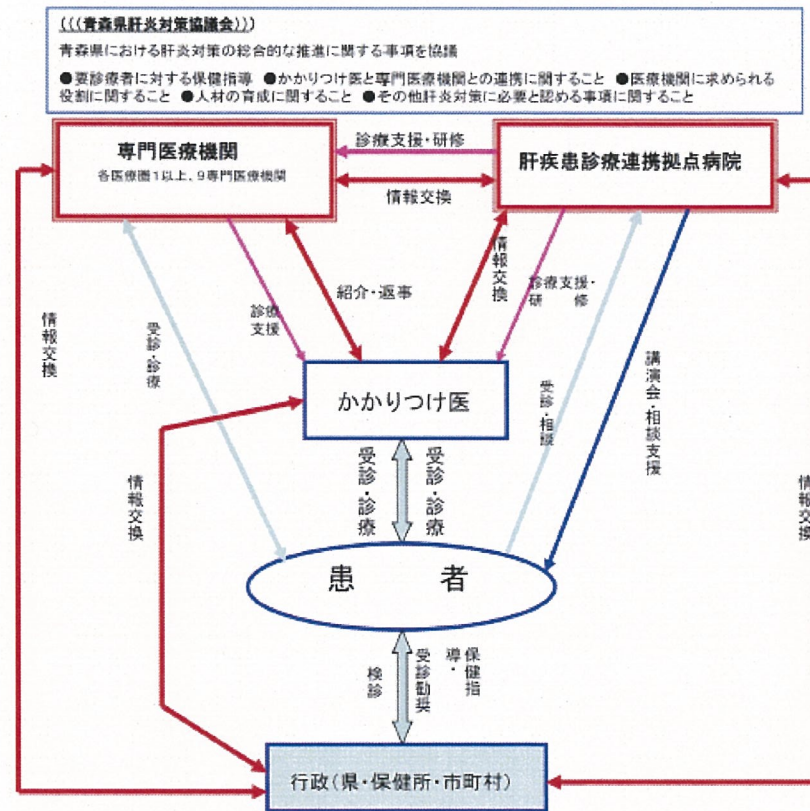 (((青森県肝炎対策協議会)))
青森県における肝炎対策の総合的な推進に関する事項を協議
●要診療者に対する保健指導 ●かかりつけ医と専門医療機関との連携に関すること ●医療機関に求められる
役割に関すること ●人材の育成に関すること ●その他肝炎対策に必要と認める事項に関すること
専門医療機関
各医療圏1以上、9専門医療機関
診療支援・研修
情報交換
肝疾患診療連携拠点病院
情報交換
受診・診療
診療
支援
紹介・返事
情報交換
診療支援・
研 修
受診・相談
講演会・相談支援
情報交換
かかりつけ医
情報交換
受診・診療
受診・診療
患 者
検診
受診勧奨
保健指
導・
行政(県・保健所・市町村)